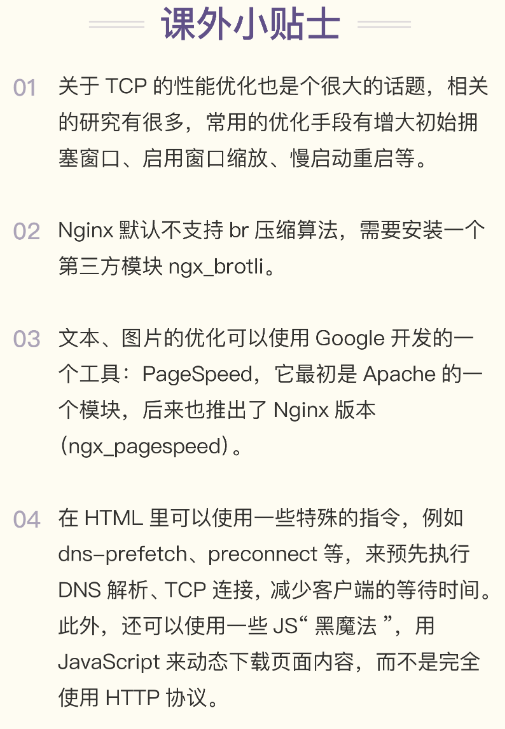 课外小贴士
01 关于 TCP 的性能优化也是个很大的话题，相关
的研究有很多，常用的优化手段有增大初始拥
塞窗口、启用窗口缩放、慢启动重启等。
02 Nginx 默认不支持 br 压缩算法，需要安装一个
第三方模块 ngx_brotli。
03 文本、图片的优化可以使用 Google 开发的一
个工具：PageSpeed，它最初是 Apache 的一
个模块，后来也推出了 Nginx 版本
（ngx_pagespeed）。
04 在 HTML 里可以使用一些特殊的指令，例如
dns-prefetch、preconnect 等，来预先执行
DNS 解析、TCP 连接，减少客户端的等待时间。
此外，还可以使用一些 JS“ 黑魔法 ”，用
JavaScript 来动态下载页面内容，而不是完全
使用 HTTP 协议。